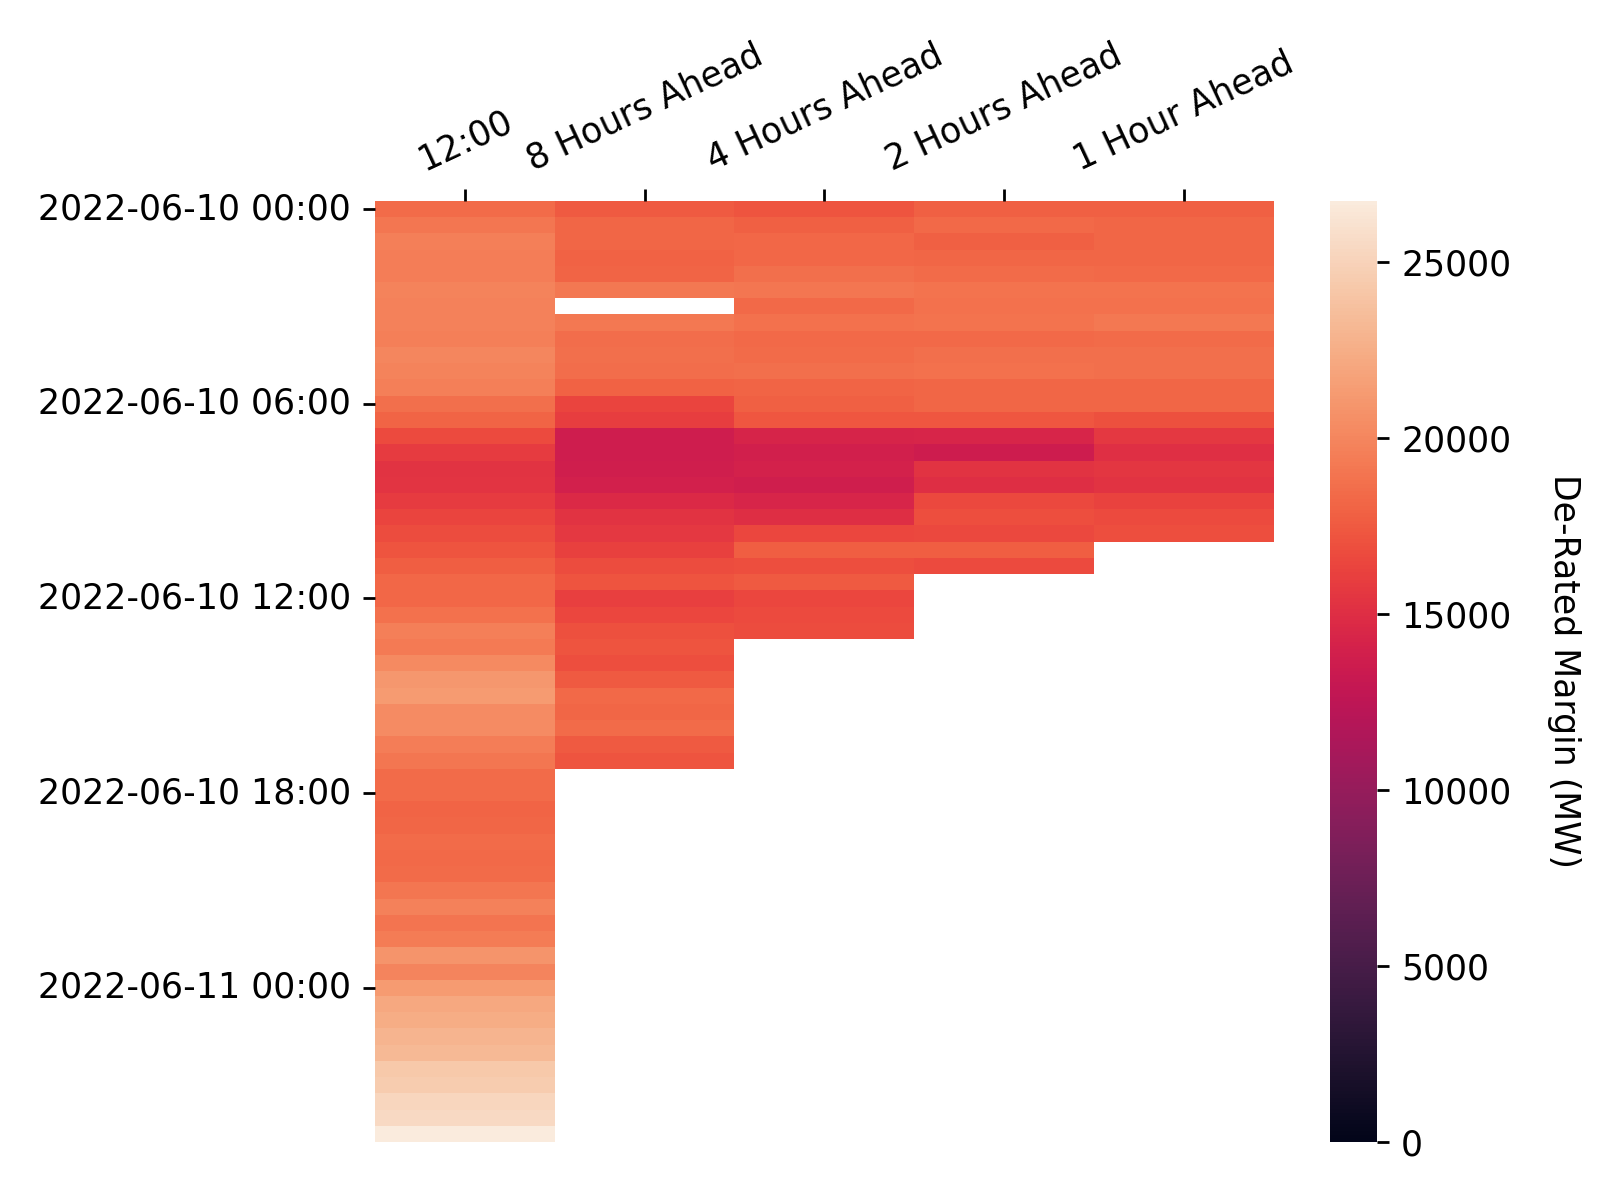 12:00
8 Hours Ahead
4 Hours Ahead
2 Hours Ahead
1 Hour Ahead
2022-06-10 00:00
2022-06-10 06:00
2022-06-10 12:00
2022-06-10 18:00
2022-06-11 00:00
25000
20000
15000
10000
5000
0
De-Rated Margin (MW)